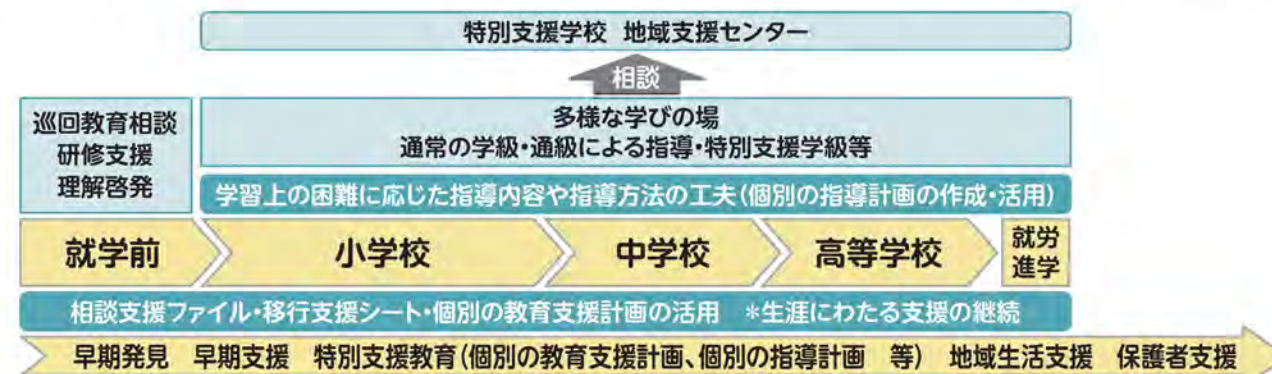 特別支援学校 地域支援センター
相談
巡回教育相談
研修支援
理解啓発
多様な学びの場
通常の学級・通級による指導・特別支援学級等
学習上の困難に応じた指導内容や指導方法の工夫(個別の指導計画の作成・活用)
就学前
小学校
中学校
高等学校
就労
進学
相談支援ファイル・移行支援シート・個別の教育支援計画の活用 *生涯にわたる支援の継続
早期発見 早期支援 特別支援教育(個別の教育支援計画、個別の指導計画 等) 地域生活支援 保護者支援